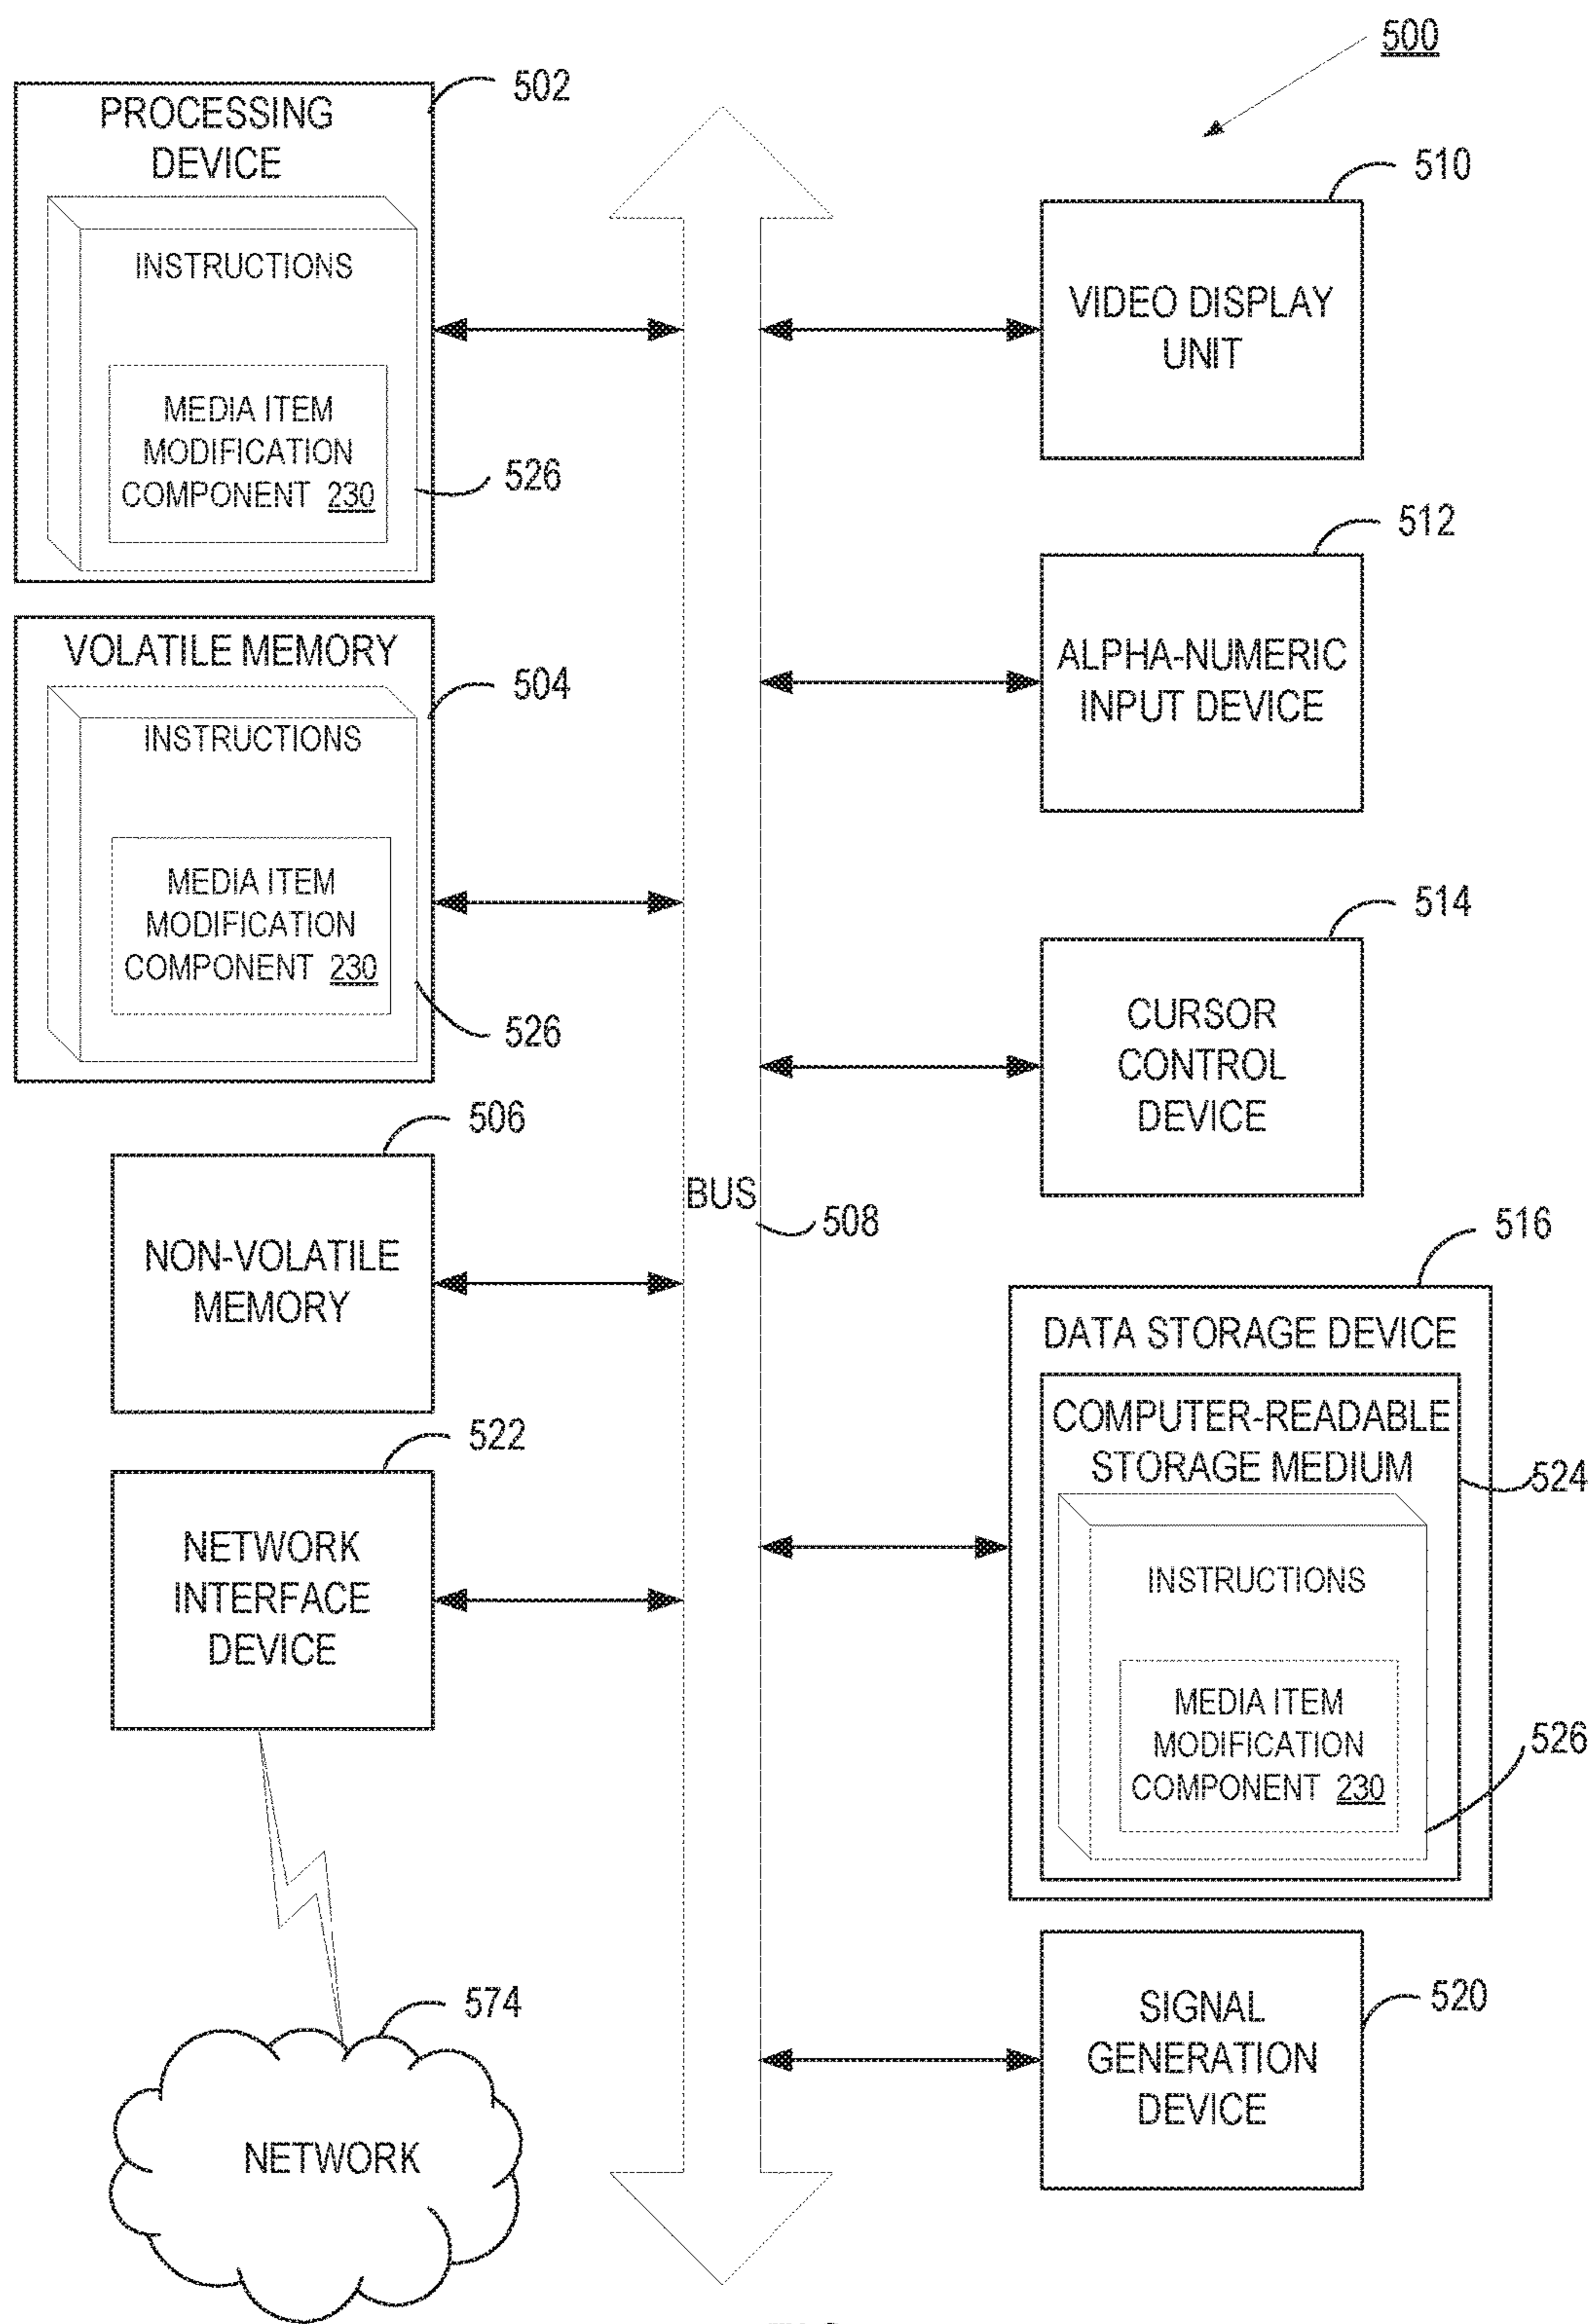 500
502
PROCESSING
DEVICE
INSTRUCTIONS
MEDIA ITEM
MODIFICATION
COMPONENT 230
526
VOLATILE MEMORY
504
INSTRUCTIONS
MEDIA ITEM
MODIFICATION
COMPONENT 230
526
506
NON-VOLATILE
MEMORY
522
NETWORK
INTERFACE
DEVICE
574
NETWORK
BUS
508
510
VIDEO DISPLAY
UNIT
512
ALPHA-NUMERIC
INPUT DEVICE
514
CURSOR
CONTROL
DEVICE
516
DATA STORAGE DEVICE
COMPUTER-READABLE
STORAGE MEDIUM
524
INSTRUCTIONS
MEDIA ITEM
MODIFICATION
COMPONENT 230
526
SIGNAL
GENERATION
DEVICE
520